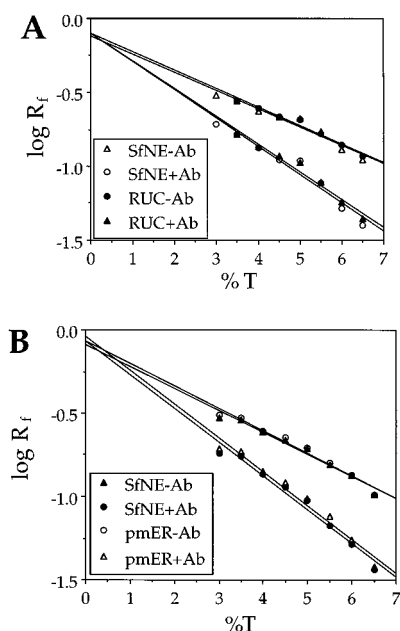 A
0.0
-0.5
-1.0
-1.5
log Rf
△ SfNE-Ab
○ SfNE+Ab
● RUC-Ab
▲ RUC+Ab
0 1 2 3 4 5 6 7
% T
B
0.0
-0.5
-1.0
-1.5
log Rf
▲ SfNE-Ab
● SfNE+Ab
○ pmER-Ab
△ pmER+Ab
0 1 2 3 4 5 6 7
%T